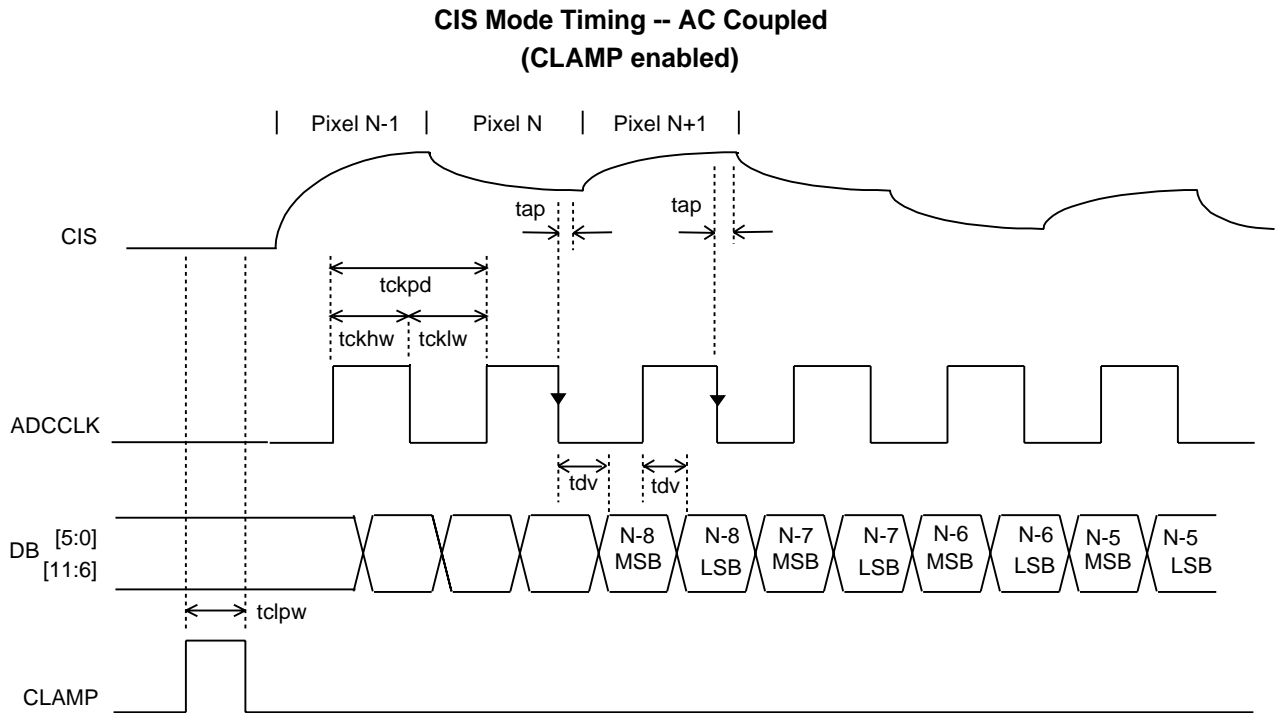 CIS Mode Timing -- AC Coupled
(CLAMP enabled)
| Pixel N-1 | Pixel N | Pixel N+1 |
tap
tap
CIS
tckpd
tckhw tcklw
ADCCLK
tdv tdv
DB [5:0]
[11:6]
N-8 MSB
N-8 LSB
N-7 MSB
N-7 LSB
N-6 MSB
N-6 LSB
N-5 MSB
N-5 LSB
tclpw
CLAMP